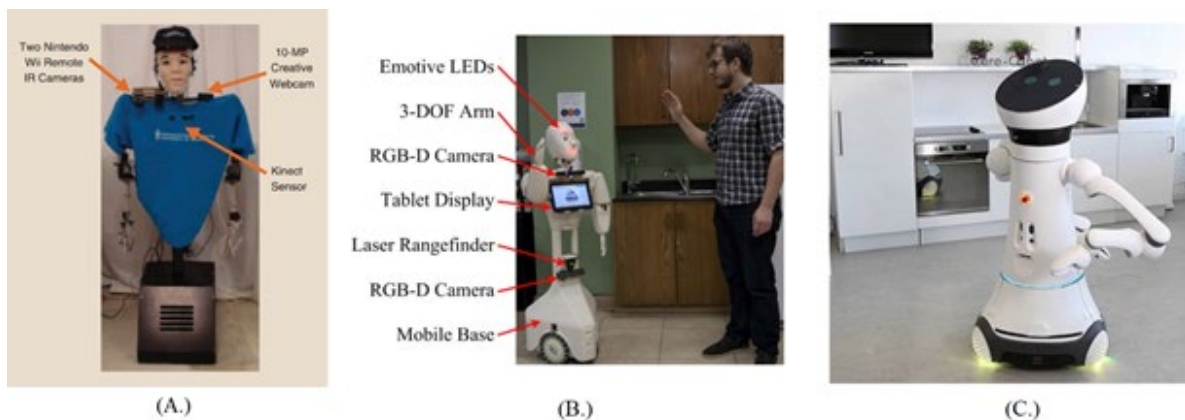 Two Nintendo
Wii Remote
IR Cameras
10-MP
Creative
Webcam
Kinect
Sensor
(A.)
Emotive LEDs
3-DOF Arm
RGB-D Camera
Tablet Display
Laser Rangefinder
RGB-D Camera
Mobile Base
(B.)
(C.)